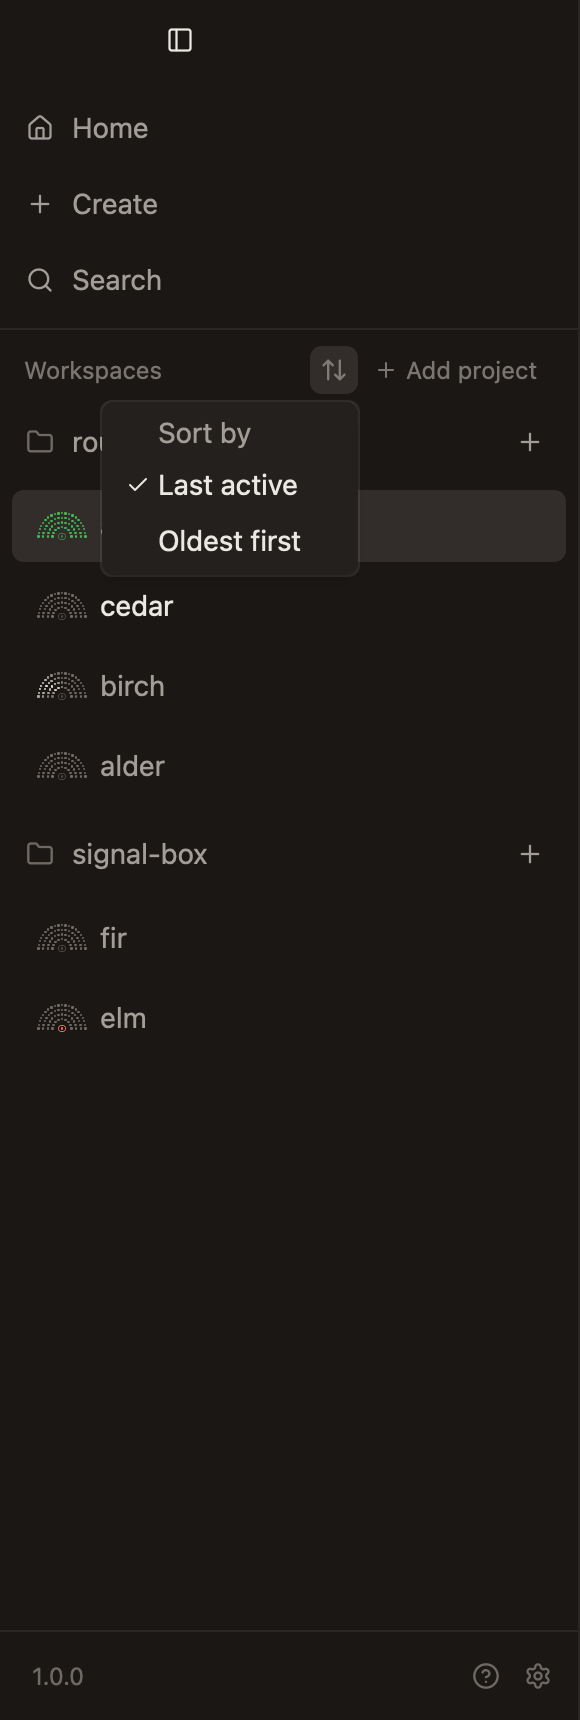 Home
Create
Search
Workspaces
Add project
Sort by
Last active
Oldest first
cedar
birch
alder
signal-box
fir
elm
1.0.0